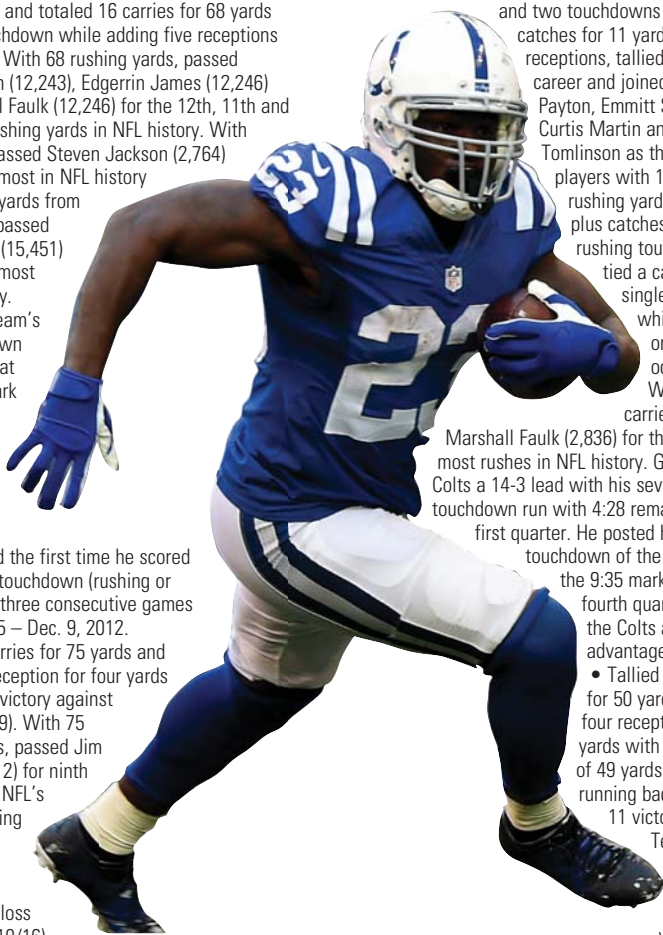 and totaled 16 carries for 68 yards
chdown while adding five receptions
With 68 rushing yards, passed
(12,243), Edgerrin James (12,246)
Faulk (12,246) for the 12th, 11th and
shing yards in NFL history. With
assed Steven Jackson (2,764)
most in NFL history
yards from
passed
(15,451)
most
y.
eam's
wn
at
rk
d the first time he scored
touchdown (rushing or
three consecutive games
5 – Dec. 9, 2012.
rries for 75 yards and
eception for four yards
victory against
9). With 75
s, passed Jim
2) for ninth
NFL's
ing
loss
10/16)
and two touchdowns
catches for 11 yard
receptions, tallied
career and joined
Payton, Emmitt S
Curtis Martin an
Tomlinson as th
players with 1
rushing yard
plus catches
rushing tou
tied a ca
single
whi
on
oc
W
carrie
Marshall Faulk (2,836) for th
most rushes in NFL history. G
Colts a 14-3 lead with his sev
touchdown run with 4:28 rema
first quarter. He posted h
touchdown of the
the 9:35 mark
fourth quar
the Colts a
advantage
• Tallied
for 50 yard
four recept
yards with
of 49 yards
running bac
11 victo
Te
23
23
NFL